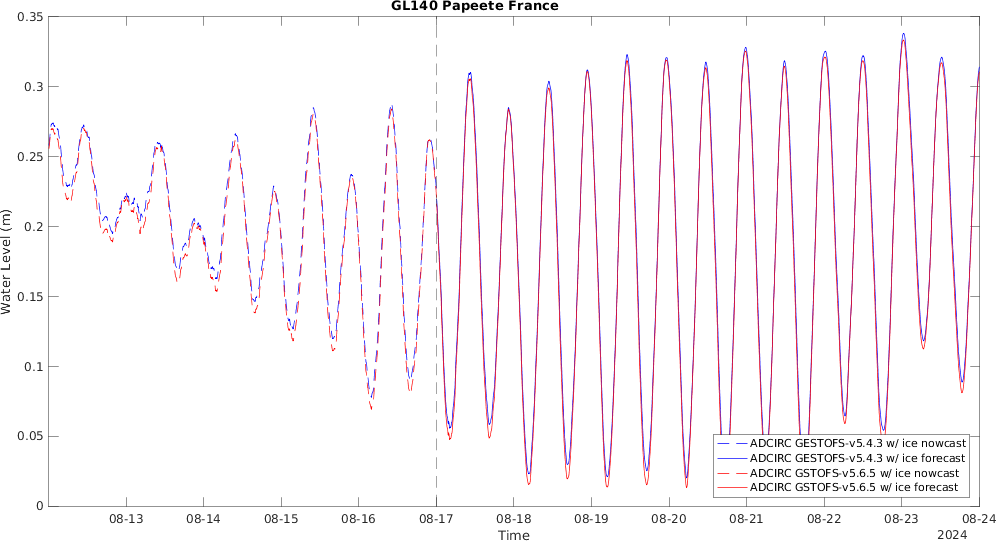 GL140 Papeete France
0.35
0.3
0.25
0.2
0.15
0.1
0.05
0
Water Level (m)
08-13 08-14 08-15 08-16 08-17 08-18 08-19 08-20 08-21 08-22 08-23 08-24
Time
2024
ADCIRC GESTOFS-v5.4.3 w/ ice nowcast
ADCIRC GESTOFS-v5.4.3 w/ ice forecast
ADCIRC GSTOFS-v5.6.5 w/ ice nowcast
ADCIRC GSTOFS-v5.6.5 w/ ice forecast